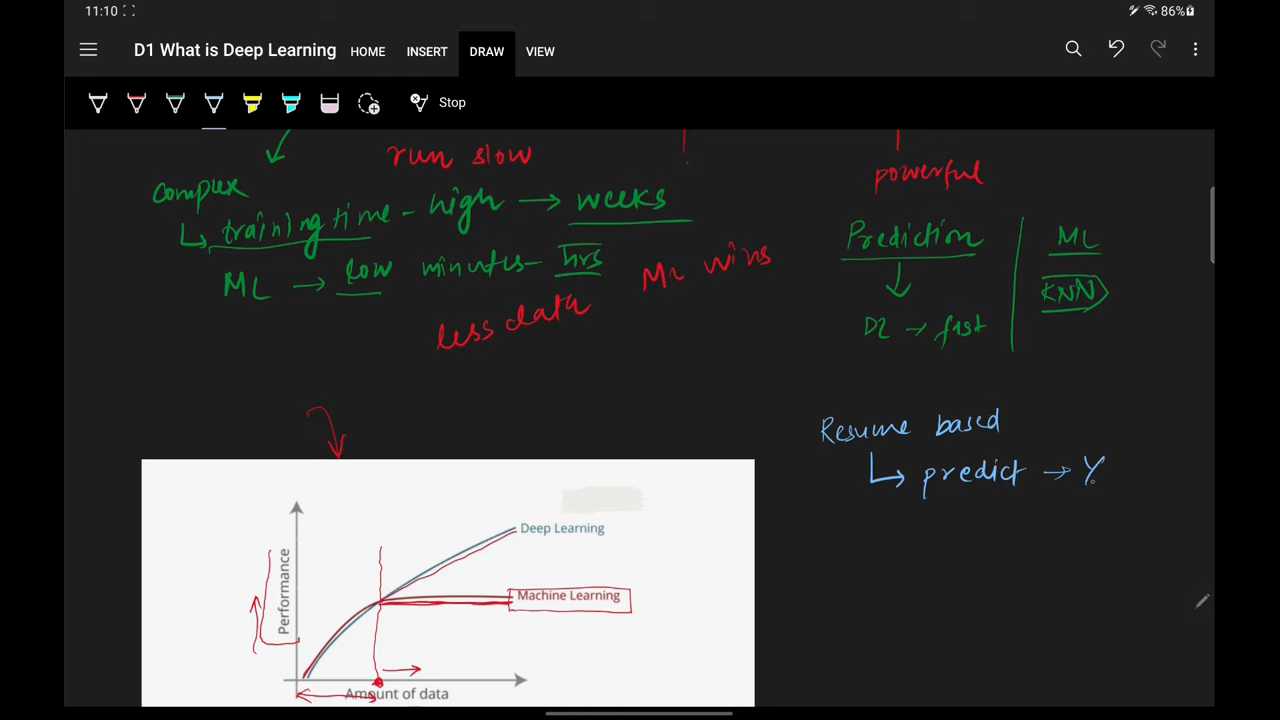 11:10
86%
D1 What is Deep Learning
HOME
INSERT
DRAW
VIEW
Stop
run slow
powerful
Complex
training time - high → weeks
ML → low minutes - hrs
ML wins
less data
Prediction
DL → fast
ML
KNN
Resume based
predict →
Deep Learning
Machine Learning
Performance
Amount of data